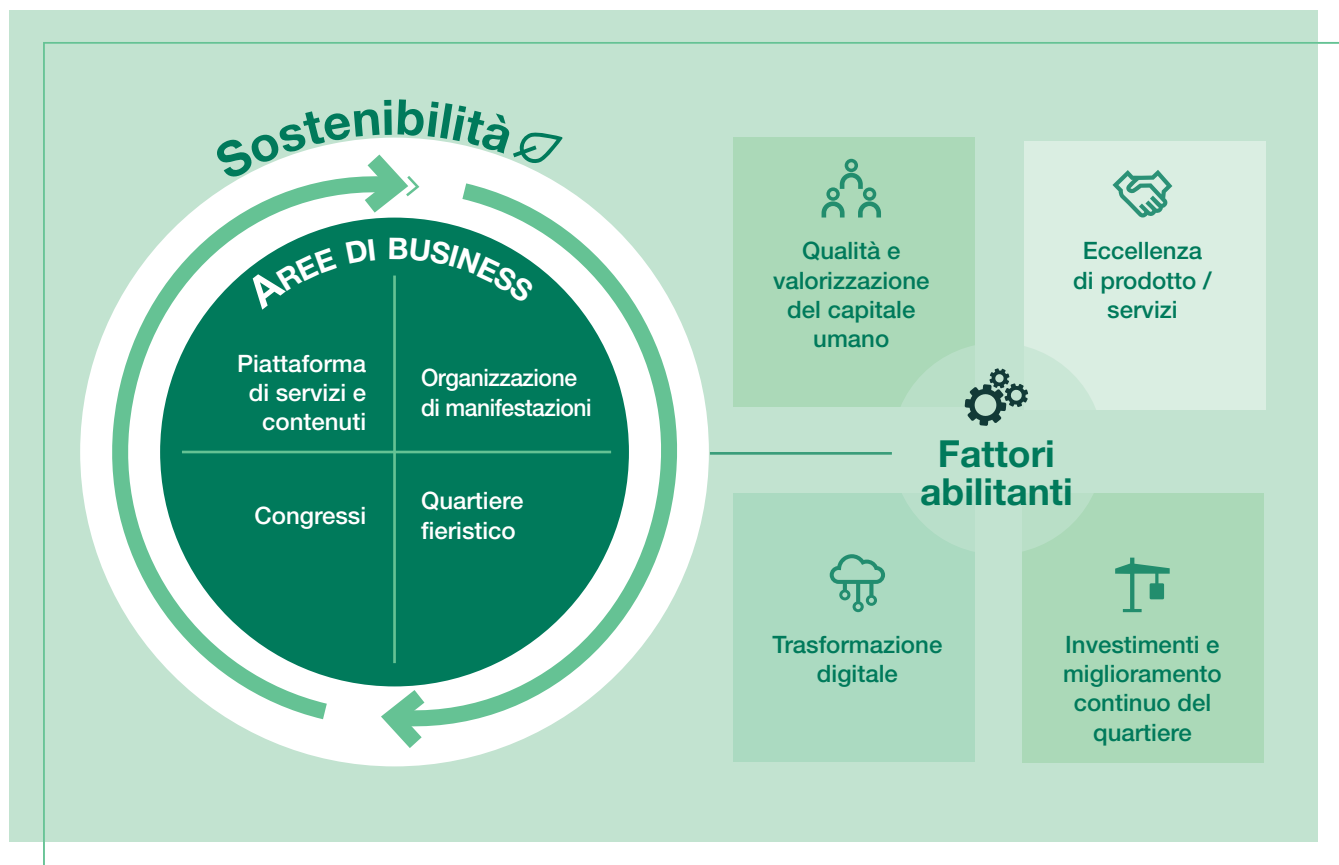 Sostenibilità
AREE DI BUSINESS
Piattaforma
di servizi e
contenuti
Organizzazione
di manifestazioni
Congressi
Quartiere
fieristico
Qualità e
valorizzazione
del capitale
umano
Eccellenza
di prodotto /
servizi
Fattori
abilitanti
Trasformazione
digitale
Investimenti e
miglioramento
continuo del
quartiere